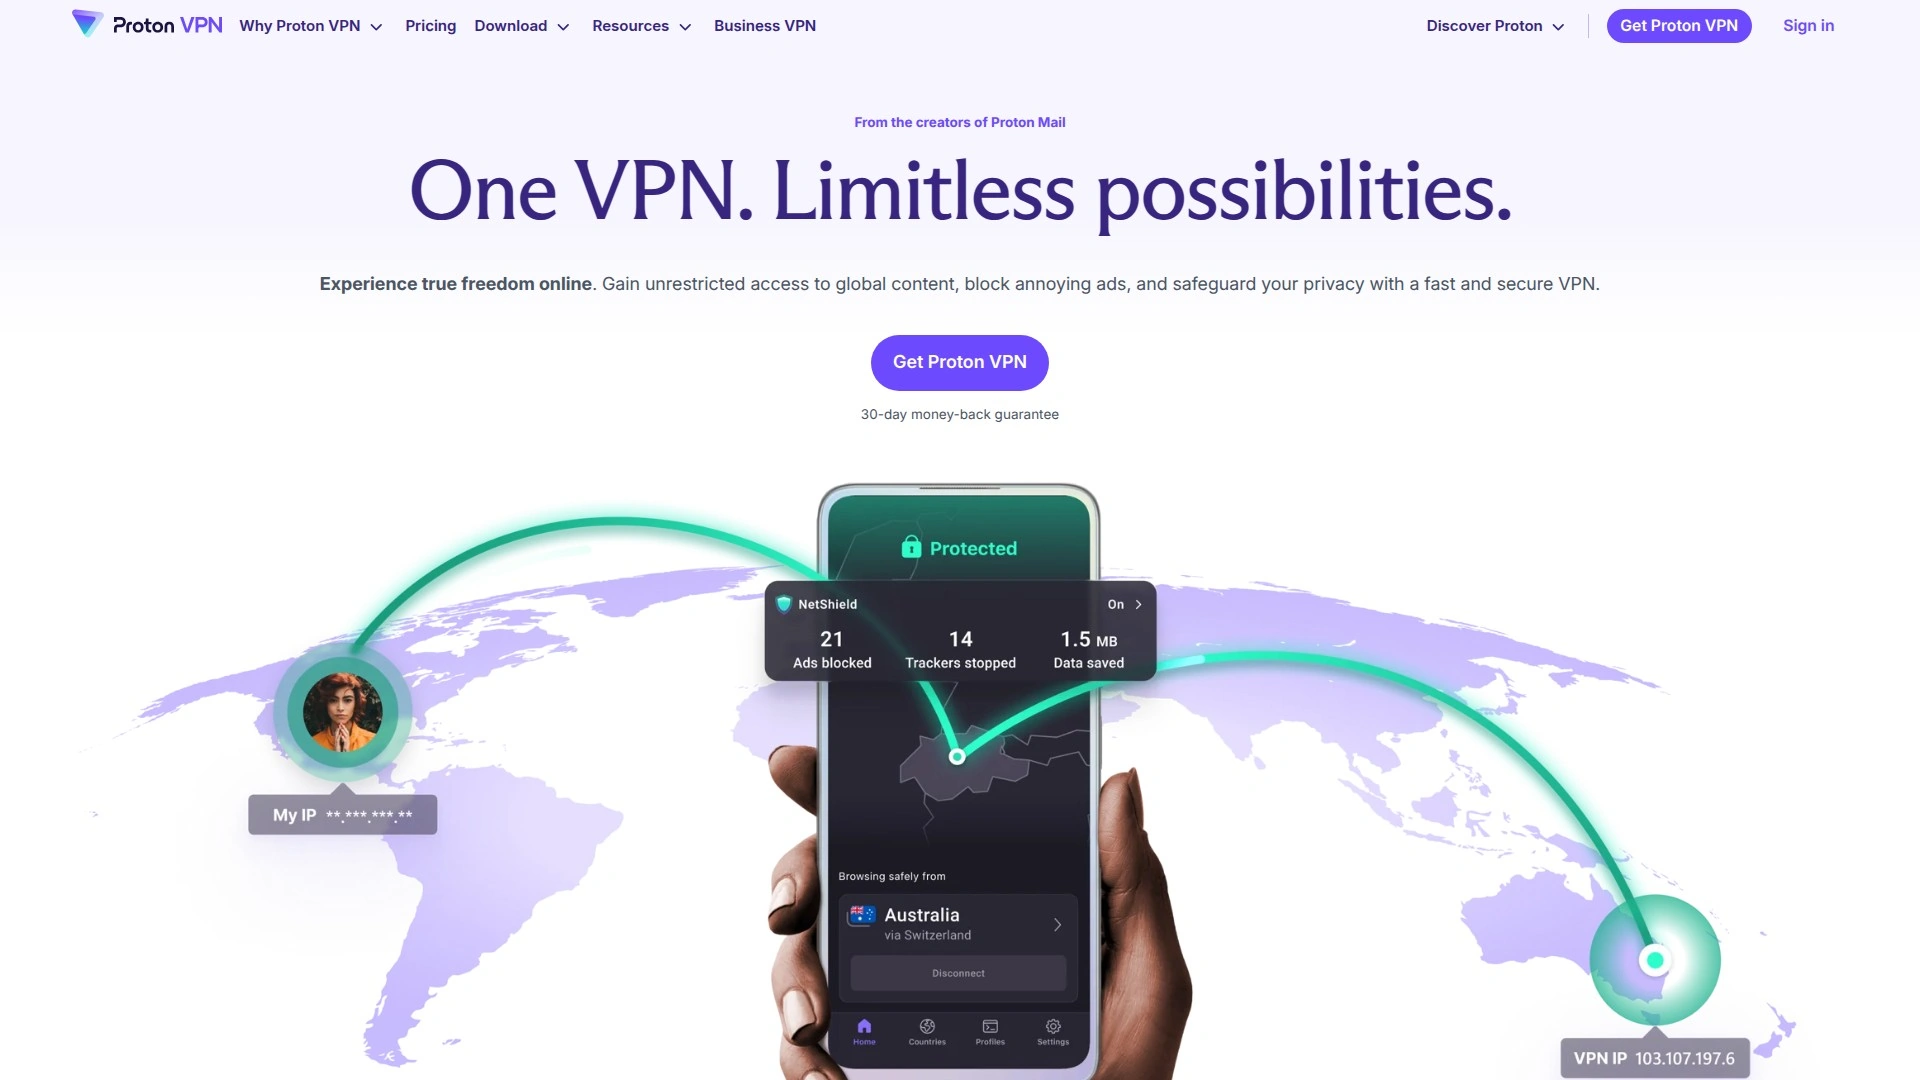 Proton VPN
Why Proton VPN
Pricing
Download
Resources
Business VPN
Discover Proton
Get Proton VPN
Sign in
From the creators of Proton Mail
One VPN. Limitless possibilities.
Experience true freedom online. Gain unrestricted access to global content, block annoying ads, and safeguard your privacy with a fast and secure VPN.
Get Proton VPN
30-day money-back guarantee
Protected
NetShield
On
21
14
1.5 MB
Ads blocked
Trackers stopped
Data saved
My IP **.***.***.**
Browsing safely from
Australia
via Switzerland
Disconnect
Home
Countries
Profiles
Settings
VPN IP 103.107.197.6